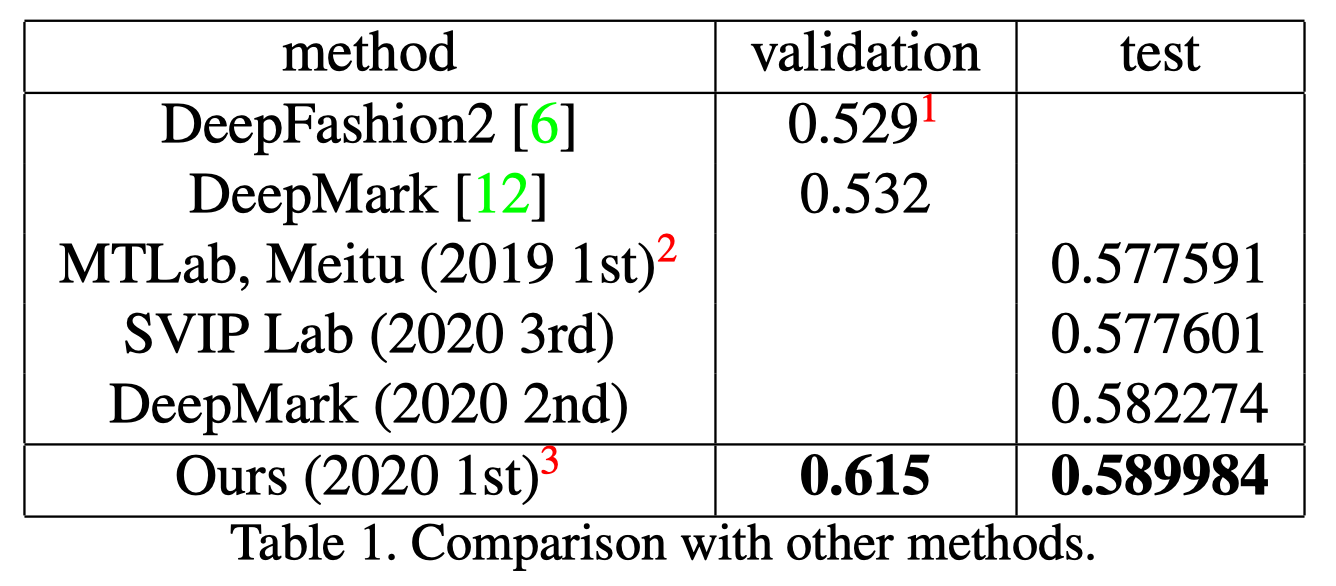 method validation test
DeepFashion2 [6] 0.529¹
DeepMark [12] 0.532
MTLab, Meitu (2019 1st)² 0.577591
SVIP Lab (2020 3rd) 0.577601
DeepMark (2020 2nd) 0.582274
Ours (2020 1st)³ 0.615 0.589984
Table 1. Comparison with other methods.